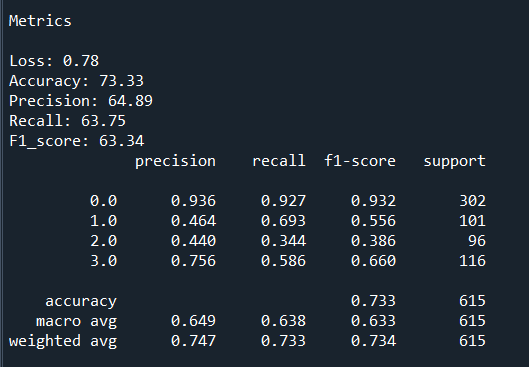 Metrics
Loss: 0.78
Accuracy: 73.33
Precision: 64.89
Recall: 63.75
F1_score: 63.34
precision recall f1-score support
0.0 0.936 0.927 0.932 302
1.0 0.464 0.693 0.556 101
2.0 0.440 0.344 0.386 96
3.0 0.756 0.586 0.660 116
accuracy 0.733 615
macro avg 0.649 0.638 0.633 615
weighted avg 0.747 0.733 0.734 615